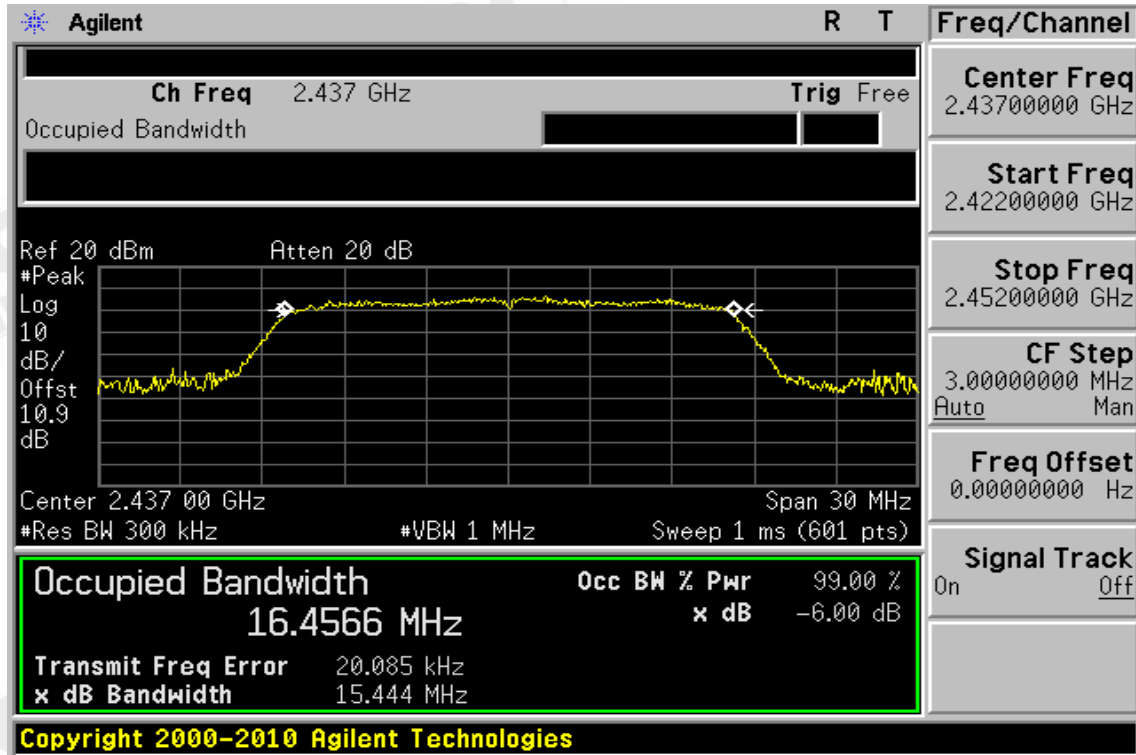 Agilent R T Freq/Channel
Ch Freq 2.437 GHz Trig Free
Occupied Bandwidth
Center Freq
2.43700000 GHz
Start Freq
2.42200000 GHz
Stop Freq
2.45200000 GHz
CF Step
3.00000000 MHz
Auto Man
Freq Offset
0.00000000 Hz
Signal Track
On Off
Ref 20 dBm Atten 20 dB
#Peak
Log
10
dB/
Offst
10.9
dB
Center 2.437 00 GHz Span 30 MHz
#Res BW 300 kHz #VBW 1 MHz Sweep 1 ms (601 pts)
Occupied Bandwidth Occ BW % Pwr 99.00 %
16.4566 MHz x dB -6.00 dB
Transmit Freq Error 20.085 kHz
x dB Bandwidth 15.444 MHz
Copyright 2000-2010 Agilent Technologies